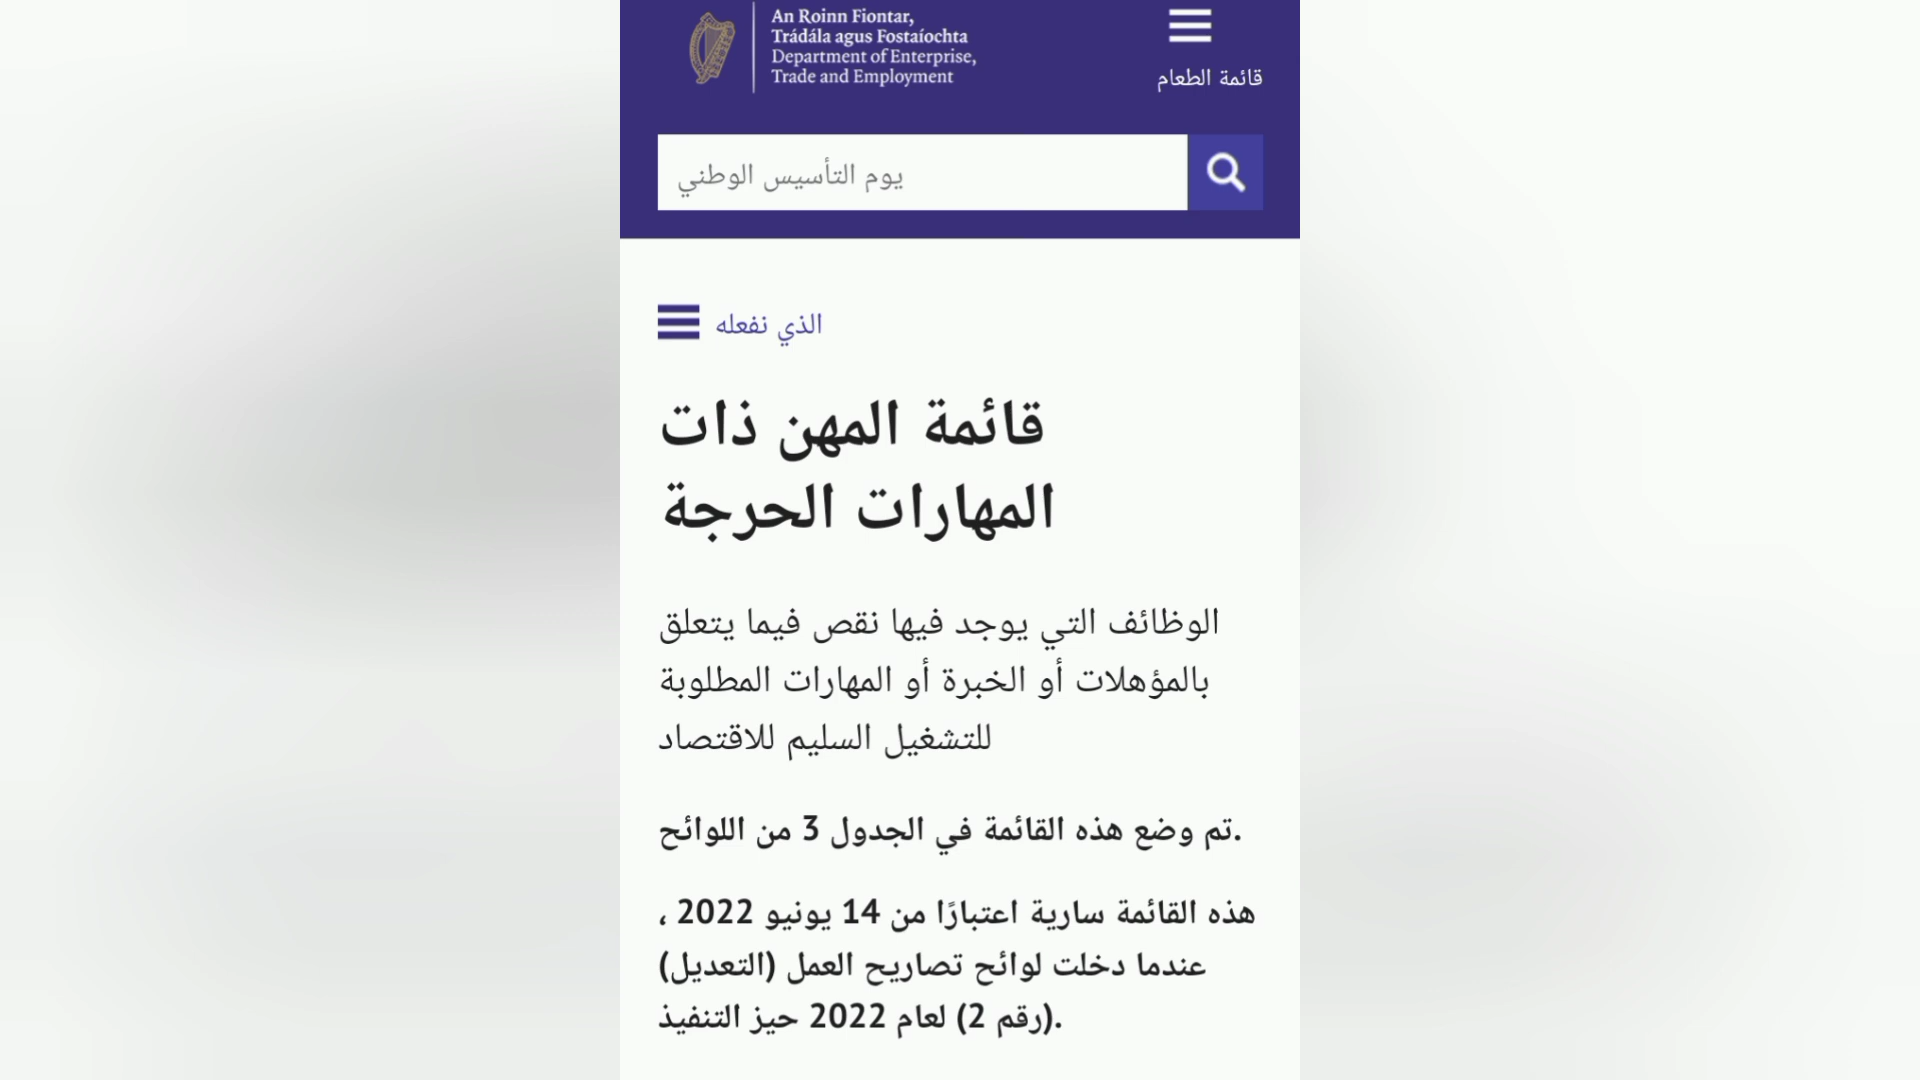 An Roinn Fiontar,
Trádála agus Fostaíochta
Department of Enterprise,
Trade and Employment
قائمة الطعام
يوم التأسيس الوطني
الذي نفعله
قائمة المهن ذات
المهارات الحرجة
الوظائف التي يوجد فيها نقص فيما يتعلق
بالمؤهلات أو الخبرة أو المهارات المطلوبة
للتشغيل السليم للاقتصاد
تم وضع هذه القائمة في الجدول 3 من اللوائح.
هذه القائمة سارية اعتبارًا من 14 يونيو 2022 ،
عندما دخلت لوائح تصاريح العمل (التعديل)
(رقم 2) لعام 2022 حيز التنفيذ.